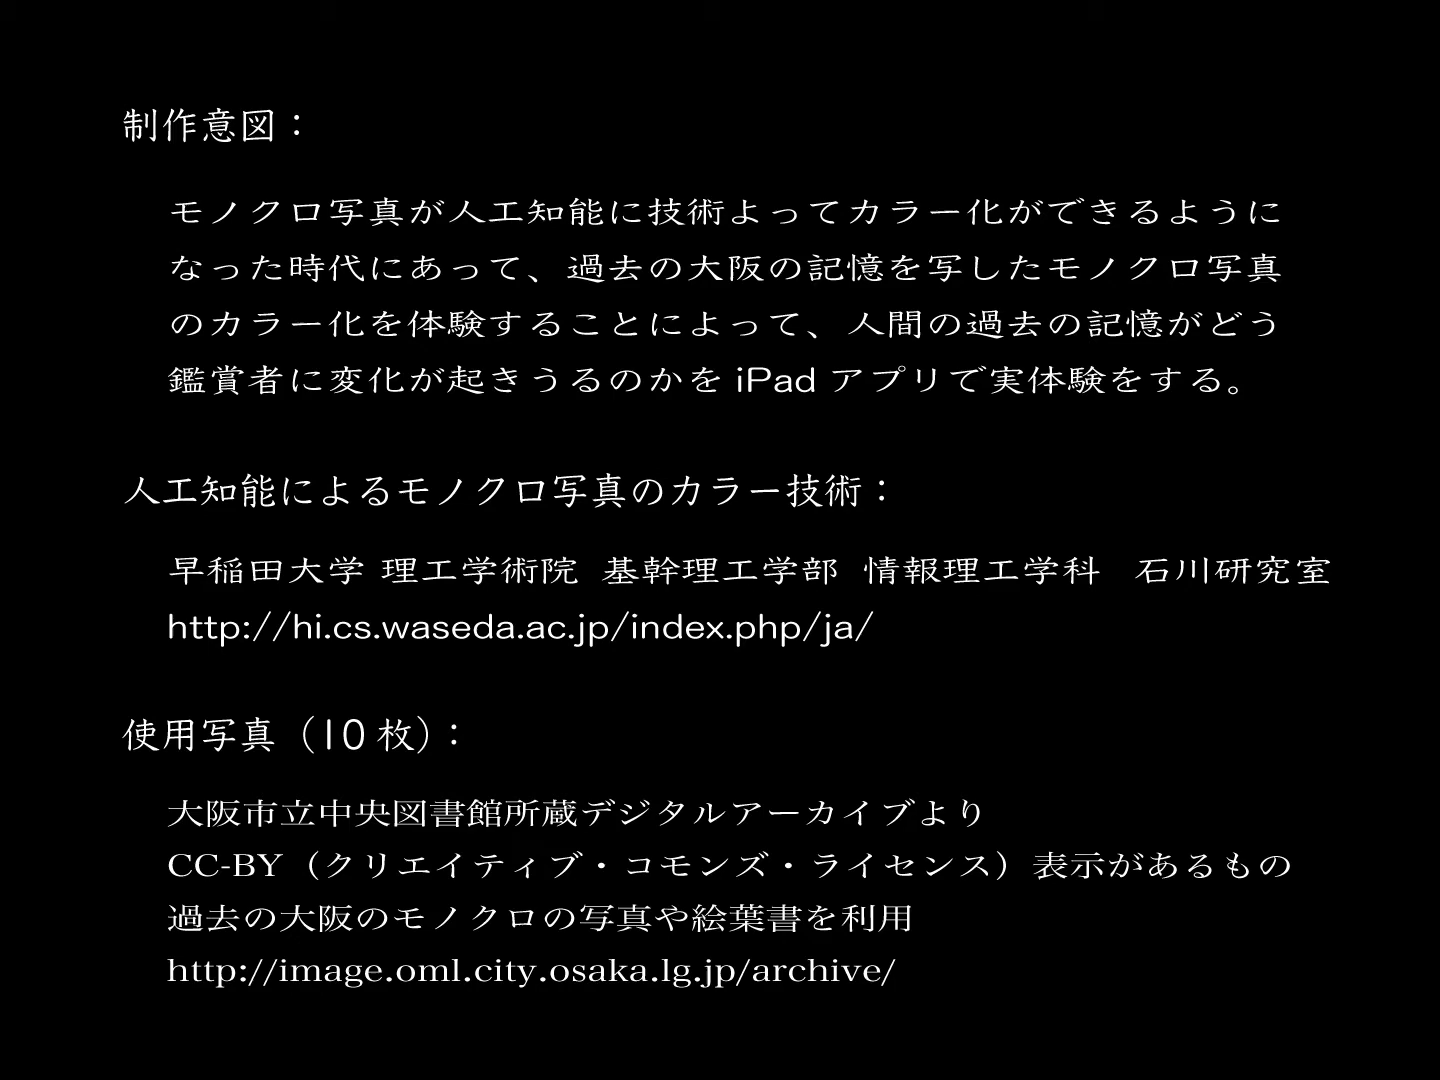 制作意図：
モノクロ写真が人工知能に技術よってカラー化ができるように
なった時代にあって、過去の大阪の記憶を写したモノクロ写真
のカラー化を体験することによって、人間の過去の記憶がどう
鑑賞者に変化が起きうるのかを iPad アプリで実体験をする。
人工知能によるモノクロ写真のカラー技術：
早稲田大学 理工学術院 基幹理工学部 情報理工学科 石川研究室
http://hi.cs.waseda.ac.jp/index.php/ja/
使用写真（10 枚）：
大阪市立中央図書館所蔵デジタルアーカイブより
CC-BY（クリエイティブ・コモンズ・ライセンス）表示があるもの
過去の大阪のモノクロの写真や絵葉書を利用
http://image.oml.city.osaka.lg.jp/archive/